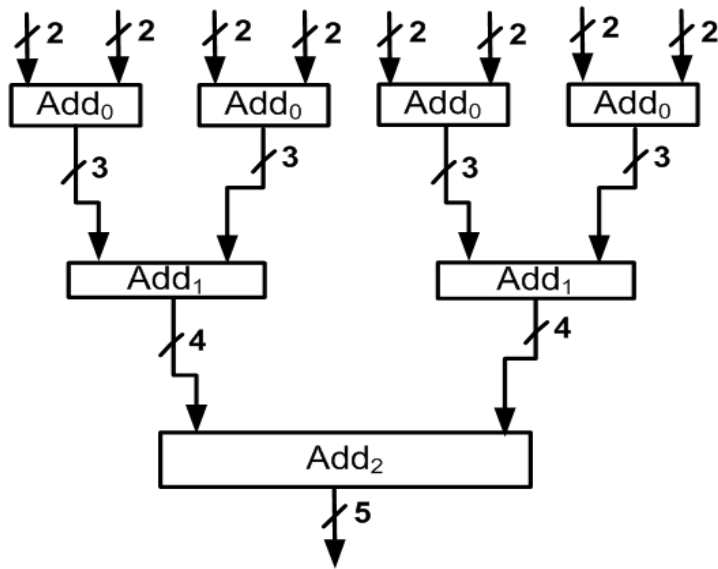 2 2 2 2 2 2 2 2
Add₀ Add₀ Add₀ Add₀
3 3 3 3
Add₁ Add₁
4 4
Add₂
5